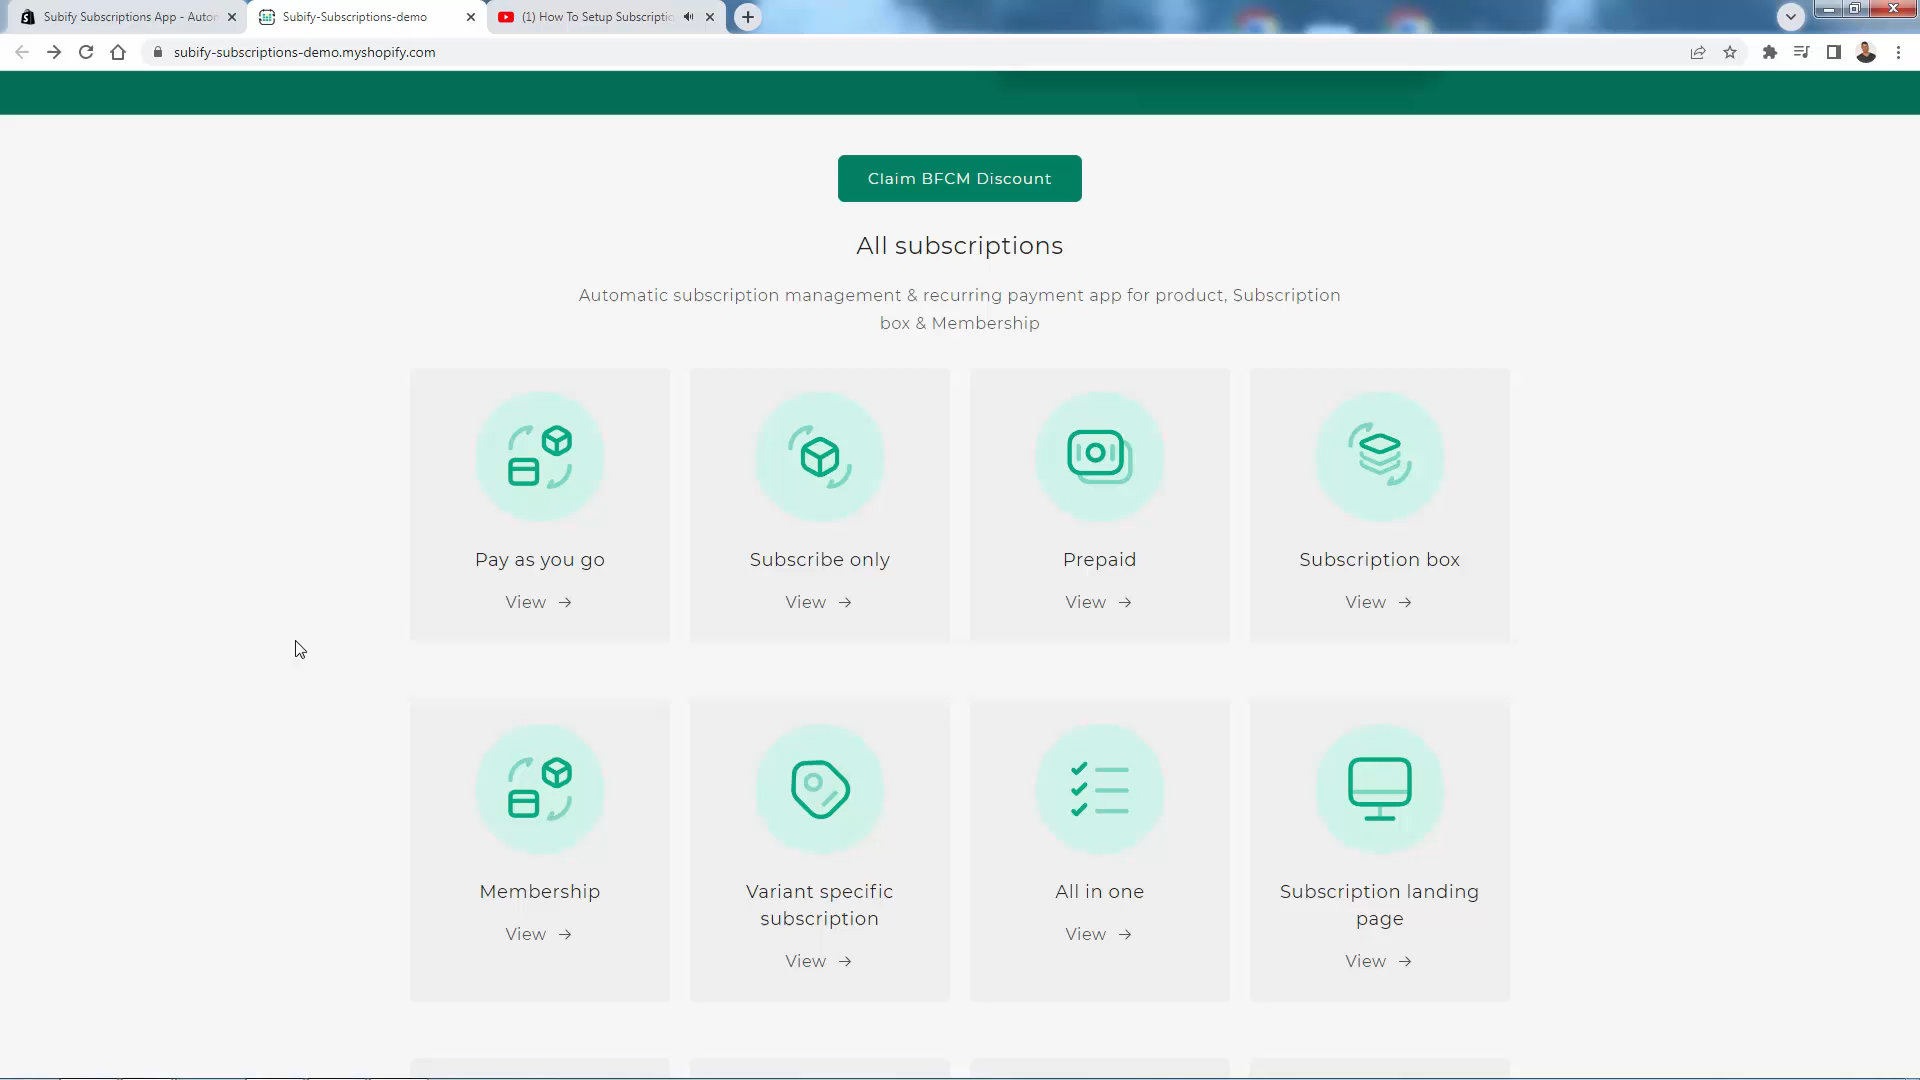 Subify Subscriptions App - Auton
Subify-Subscriptions-demo
(1) How To Setup Subscriptio
subify-subscriptions-demo.myshopify.com
Claim BFCM Discount
All subscriptions
Automatic subscription management & recurring payment app for product, Subscription
box & Membership
Pay as you go
View →
Subscribe only
View →
Prepaid
View →
Subscription box
View →
Membership
View →
Variant specific
subscription
View →
All in one
View →
Subscription landing
page
View →